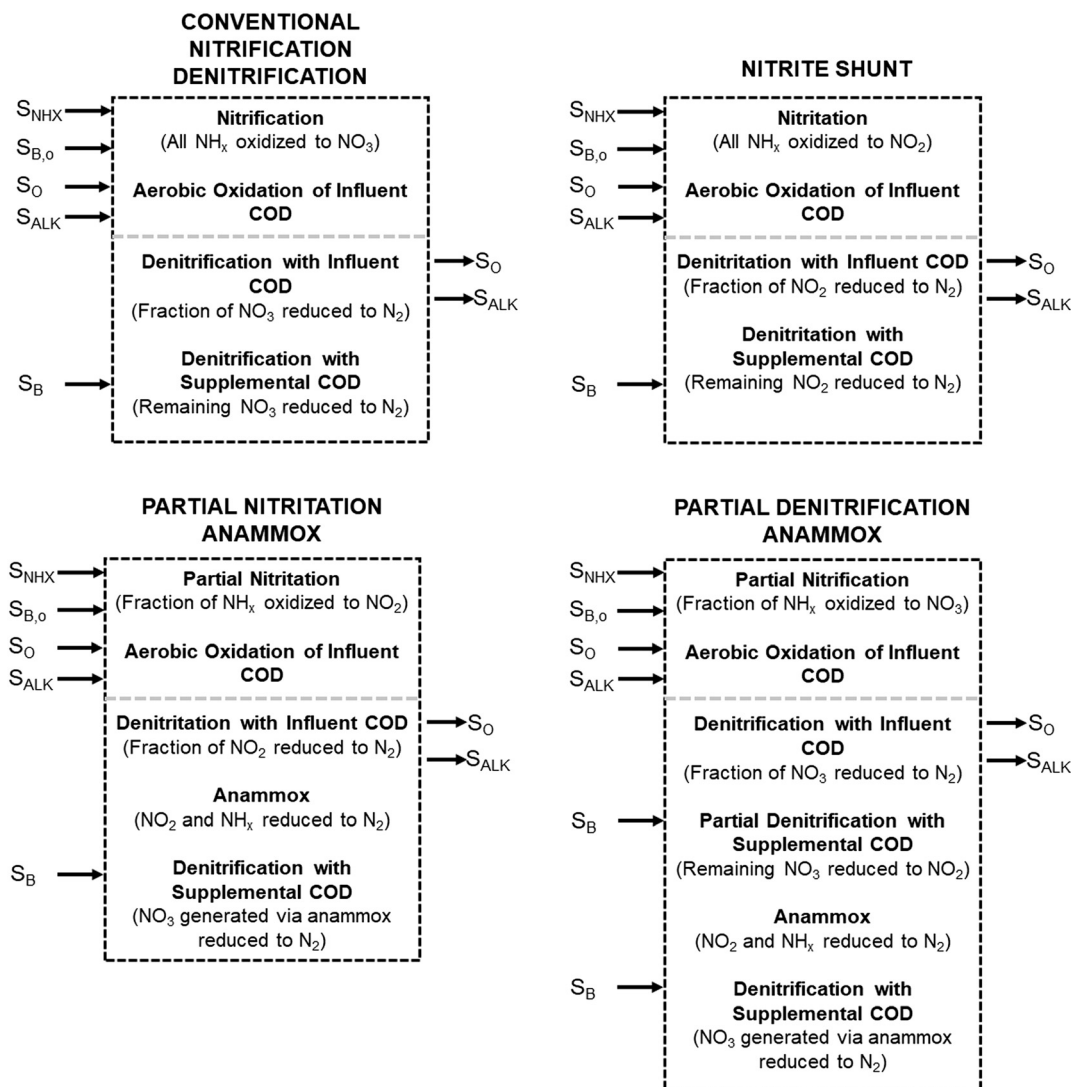 CONVENTIONAL
NITRIFICATION
DENITRIFICATION
S_NHX
S_B,o
S_O
S_ALK
Nitrification
(All NH_x oxidized to NO_3)
Aerobic Oxidation of Influent
COD
Denitrification with Influent
COD
(Fraction of NO_3 reduced to N_2)
Denitrification with
Supplemental COD
(Remaining NO_3 reduced to N_2)
S_B
S_O
S_ALK
NITRITE SHUNT
S_NHX
S_B,o
S_O
S_ALK
Nitritation
(All NH_x oxidized to NO_2)
Aerobic Oxidation of Influent
COD
Denitritation with Influent COD
(Fraction of NO_2 reduced to N_2)
Denitritation with
Supplemental COD
(Remaining NO_2 reduced to N_2)
S_B
S_O
S_ALK
PARTIAL NITRITATION
ANAMMOX
S_NHX
S_B,o
S_O
S_ALK
Partial Nitritation
(Fraction of NH_x oxidized to NO_2)
Aerobic Oxidation of Influent
COD
Denitritation with Influent COD
(Fraction of NO_2 reduced to N_2)
Anammox
(NO_2 and NH_x reduced to N_2)
Denitrification with
Supplemental COD
(NO_3 generated via anammox
reduced to N_2)
S_B
S_O
S_ALK
PARTIAL DENITRIFICATION
ANAMMOX
S_NHX
S_B,o
S_O
S_ALK
Partial Nitrification
(Fraction of NH_x oxidized to NO_3)
Aerobic Oxidation of Influent
COD
Denitrification with Influent
COD
(Fraction of NO_3 reduced to N_2)
Partial Denitrification with
Supplemental COD
(Remaining NO_3 reduced to NO_2)
Anammox
(NO_2 and NH_x reduced to N_2)
Denitrification with
Supplemental COD
(NO_3 generated via anammox
reduced to N_2)
S_B
S_B
S_O
S_ALK